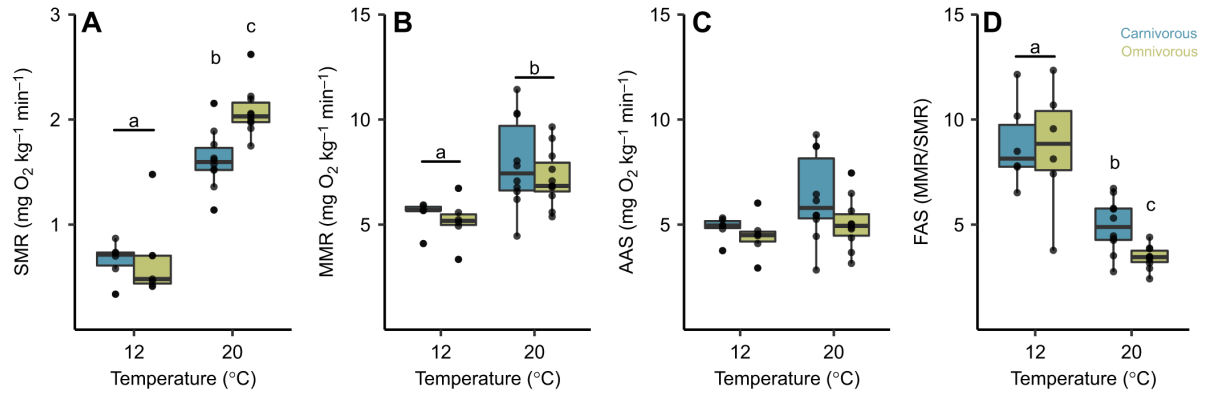 A
SMR (mg O2 kg−1 min−1)
3
2
1
a
b
c
12
20
Temperature (°C)
B
MMR (mg O2 kg−1 min−1)
15
10
5
a
b
12
20
Temperature (°C)
C
AAS (mg O2 kg−1 min−1)
15
10
5
12
20
Temperature (°C)
D
Carnivorous
Omnivorous
FAS (MMR/SMR)
15
10
5
a
b
c
12
20
Temperature (°C)